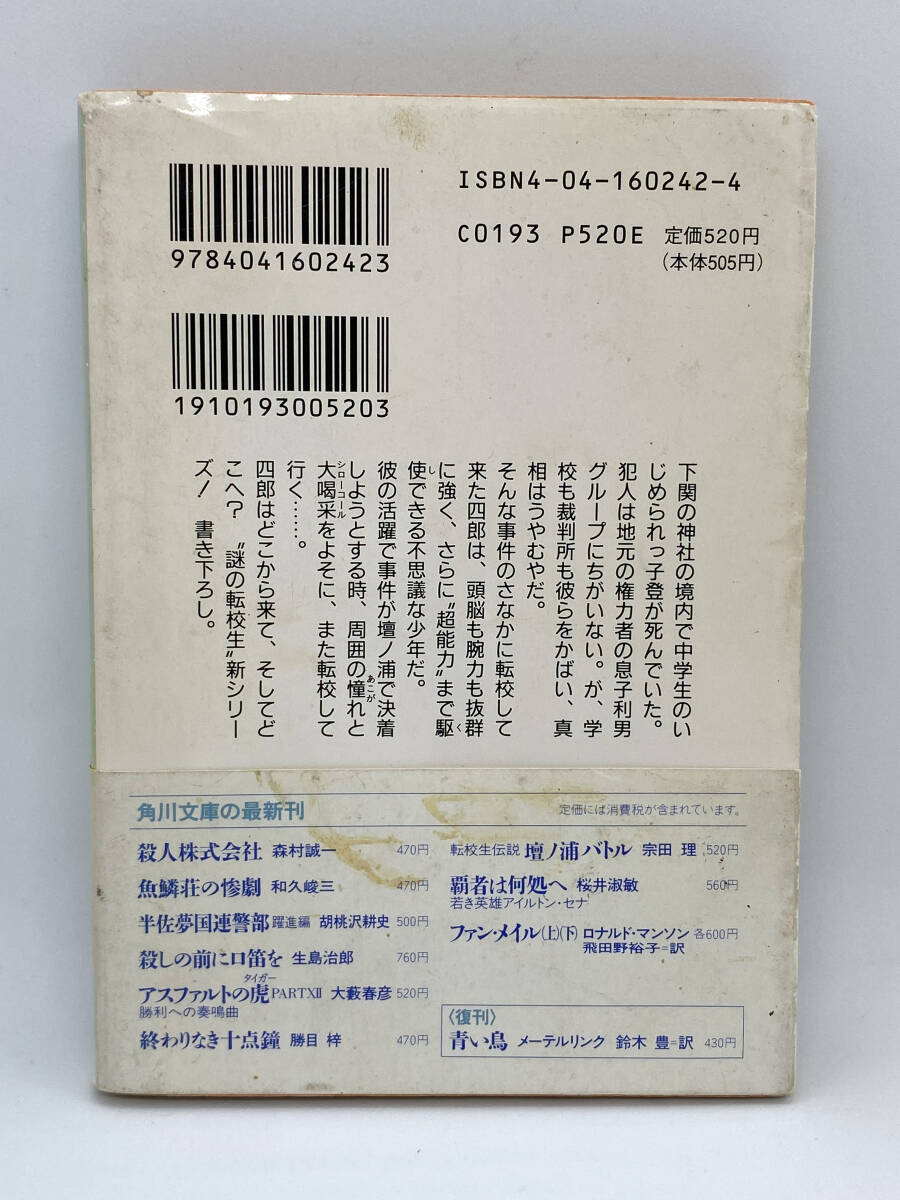 ISBN4-04-160242-4
C0193 P520E 定価520円
(本体505円)
9784041602423
1910193005203
下関の神社の境内で中学生のい
じめられっ子登が死んでいた。
犯人は地元の権力者の息子利男
グループにちがいない。が、学
校も裁判所も彼らをかばい、真
相はうやむやだ。
そんな事件のさなかに転校して
来た四郎は、頭脳も腕力も抜群
に強く、さらに〝超能力〟まで駆く
使しできる不思議な少年だ。
彼の活躍で事件が壇ノ浦で決着
しようとする時、周囲の憧あこがれと
大喝采シローコールをよそに、また転校して
行く……。
四郎はどこから来て、そしてど
こへ? 〝謎の転校生〟新シリー
ズ! 書き下ろし。
角川文庫の最新刊
定価には消費税が含まれています。
殺人株式会社 森村誠一 470円
魚鱗荘の惨劇 和久峻三 470円
半佐夢国連警部 躍進編 胡桃沢耕史 500円
殺しの前に口笛を 生島治郎 760円
タイガー
アスファルトの虎 PARTXII 大藪春彦 520円
勝利への奏鳴曲
終わりなき十点鐘 勝目 梓 470円
転校生伝説 壇ノ浦バトル 宗田 理 520円
覇者は何処へ 桜井淑敏 560円
若き英雄アイルトン・セナ
ファン・メイル(上)(下) ロナルド・マンソン 各600円
飛田野裕子=訳
〈復刊〉
青い鳥 メーテルリンク 鈴木 豊=訳 430円